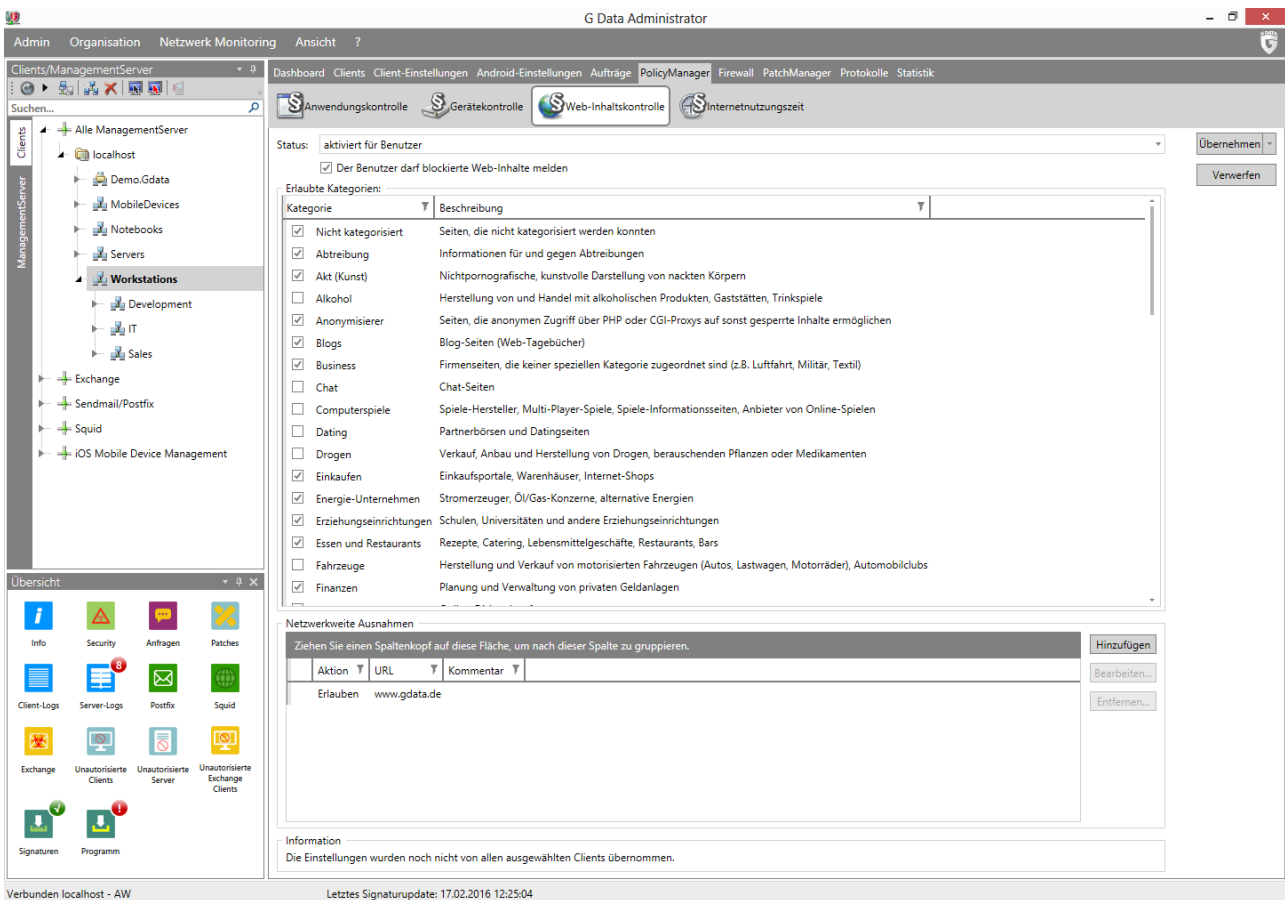 G Data Administrator
Admin Organisation Netzwerk Monitoring Ansicht ?
Clients/ManagementServer
Suchen...
Clients
ManagementServer
Alle ManagementServer
localhost
Demo.Gdata
MobileDevices
Notebooks
Servers
Workstations
Development
IT
Sales
Exchange
Sendmail/Postfix
Squid
iOS Mobile Device Management
Übersicht
Info Security Anfragen Patches
8
Client-Logs Server-Logs Postfix Squid
Exchange Unautorisierte Clients Unautorisierte Server Unautorisierte Exchange Clients
Signaturen Programm
Dashboard Clients Client-Einstellungen Android-Einstellungen Aufträge PolicyManager Firewall PatchManager Protokolle Statistik
Anwendungskontrolle Gerätekontrolle Web-Inhaltskontrolle Internetnutzungszeit
Status: aktiviert für Benutzer
Der Benutzer darf blockierte Web-Inhalte melden
Übernehmen
Verwerfen
Erlaubte Kategorien:
Kategorie Beschreibung
Nicht kategorisiert Seiten, die nicht kategorisiert werden konnten
Abtreibung Informationen für und gegen Abtreibungen
Akt (Kunst) Nichtpornografische, kunstvolle Darstellung von nackten Körpern
Alkohol Herstellung von und Handel mit alkoholischen Produkten, Gaststätten, Trinkspiele
Anonymisierer Seiten, die anonymen Zugriff über PHP oder CGI-Proxys auf sonst gesperrte Inhalte ermöglichen
Blogs Blog-Seiten (Web-Tagebücher)
Business Firmenseiten, die keiner speziellen Kategorie zugeordnet sind (z.B. Luftfahrt, Militär, Textil)
Chat Chat-Seiten
Computerspiele Spiele-Hersteller, Multi-Player-Spiele, Spiele-Informationsseiten, Anbieter von Online-Spielen
Dating Partnerbörsen und Datingseiten
Drogen Verkauf, Anbau und Herstellung von Drogen, berauschenden Pflanzen oder Medikamenten
Einkaufen Einkaufsportale, Warenhäuser, Internet-Shops
Energie-Unternehmen Stromerzeuger, Öl/Gas-Konzerne, alternative Energien
Erziehungseinrichtungen Schulen, Universitäten und andere Erziehungseinrichtungen
Essen und Restaurants Rezepte, Catering, Lebensmittelgeschäfte, Restaurants, Bars
Fahrzeuge Herstellung und Verkauf von motorisierten Fahrzeugen (Autos, Lastwagen, Motorräder), Automobilclubs
Finanzen Planung und Verwaltung von privaten Geldanlagen
Netzwerkweite Ausnahmen
Ziehen Sie einen Spaltenkopf auf diese Fläche, um nach dieser Spalte zu gruppieren.
Aktion URL Kommentar
Erlauben www.gdata.de
Hinzufügen
Bearbeiten...
Entfernen...
Information
Die Einstellungen wurden noch nicht von allen ausgewählten Clients übernommen.
Verbunden localhost - AW Letztes Signaturupdate: 17.02.2016 12:25:04